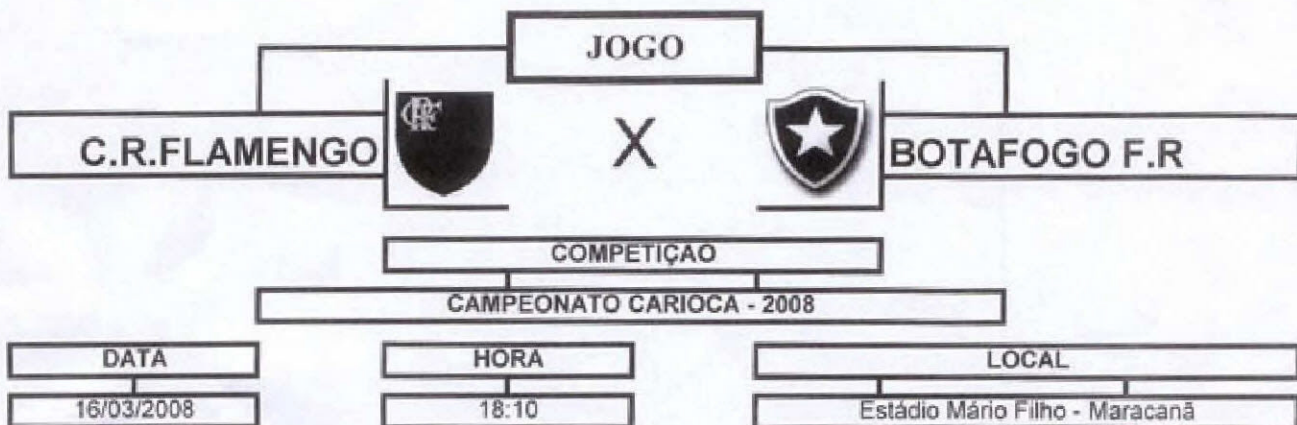 JOGO
C.R.FLAMENGO
CRF
X
BOTAFOGO F.R
COMPETIÇAO
CAMPEONATO CARIOCA - 2008
DATA
HORA
LOCAL
16/03/2008
18:10
Estádio Mário Filho - Maracanã